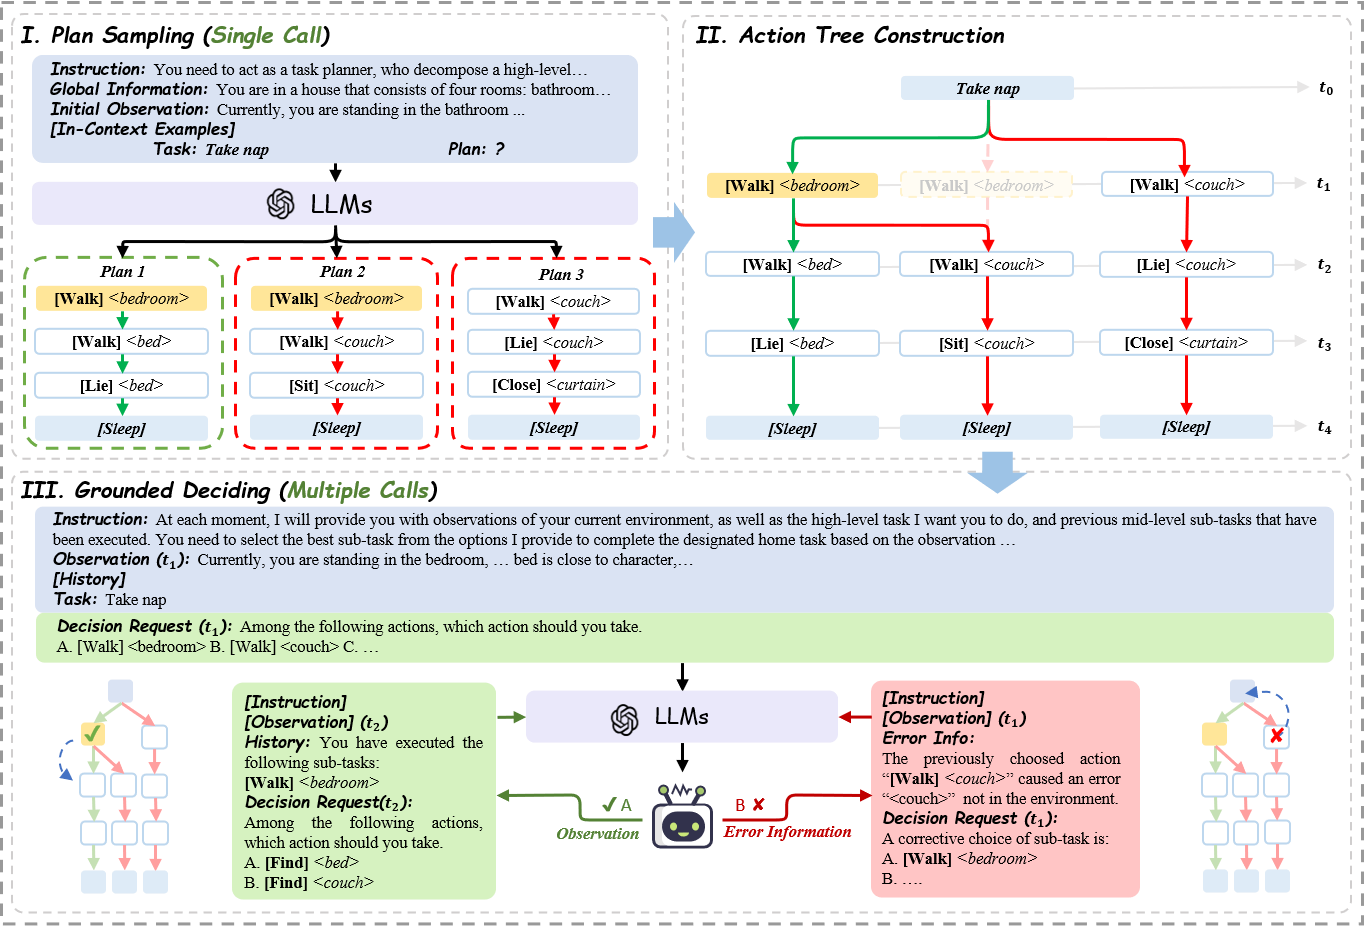 I. Plan Sampling (Single Call)
Instruction: You need to act as a task planner, who decompose a high-level…
Global Information: You are in a house that consists of four rooms: bathroom…
Initial Observation: Currently, you are standing in the bathroom ...
[In-Context Examples]
Task: Take nap Plan: ?
LLMs
Plan 1
[Walk] <bedroom>
[Walk] <bed>
[Lie] <bed>
[Sleep]
Plan 2
[Walk] <bedroom>
[Walk] <couch>
[Sit] <couch>
[Sleep]
Plan 3
[Walk] <couch>
[Lie] <couch>
[Close] <curtain>
[Sleep]
II. Action Tree Construction
Take nap t0
[Walk] <bedroom> [Walk] <bedroom> [Walk] <couch> t1
[Walk] <bed> [Walk] <couch> [Lie] <couch> t2
[Lie] <bed> [Sit] <couch> [Close] <curtain> t3
[Sleep] [Sleep] [Sleep] t4
III. Grounded Deciding (Multiple Calls)
Instruction: At each moment, I will provide you with observations of your current environment, as well as the high-level task I want you to do, and previous mid-level sub-tasks that have
been executed. You need to select the best sub-task from the options I provide to complete the designated home task based on the observation …
Observation (t1): Currently, you are standing in the bedroom, … bed is close to character,…
[History]
Task: Take nap
Decision Request (t1): Among the following actions, which action should you take.
A. [Walk] <bedroom> B. [Walk] <couch> C. …
[Instruction]
[Observation] (t2)
History: You have executed the
following sub-tasks:
[Walk] <bedroom>
Decision Request(t2):
Among the following actions,
which action should you take.
A. [Find] <bed>
B. [Find] <couch>
LLMs
✔ A
Observation
B ✘
Error Information
[Instruction]
[Observation] (t1)
Error Info:
The previously choosed action
“[Walk] <couch>” caused an error
“<couch>” not in the environment.
Decision Request (t1):
A corrective choice of sub-task is:
A. [Walk] <bedroom>
B. ….